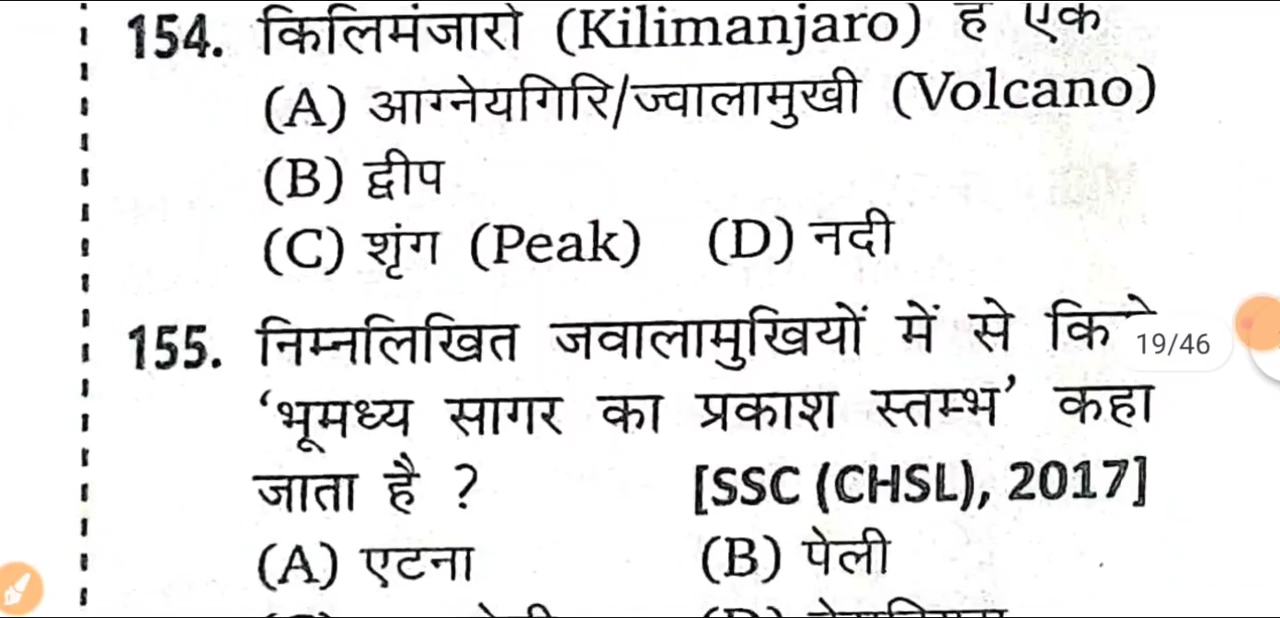 154. किलिमंजारो (Kilimanjaro) है एक
(A) आग्नेयगिरि/ज्वालामुखी (Volcano)
(B) द्वीप
(C) शृंग (Peak) (D) नदी
155. निम्नलिखित जवालामुखियों में से
19/46
'भूमध्य सागर का प्रकाश स्तम्भ' कहा
जाता है ? [SSC (CHSL), 2017]
(A) एटना (B) पेली